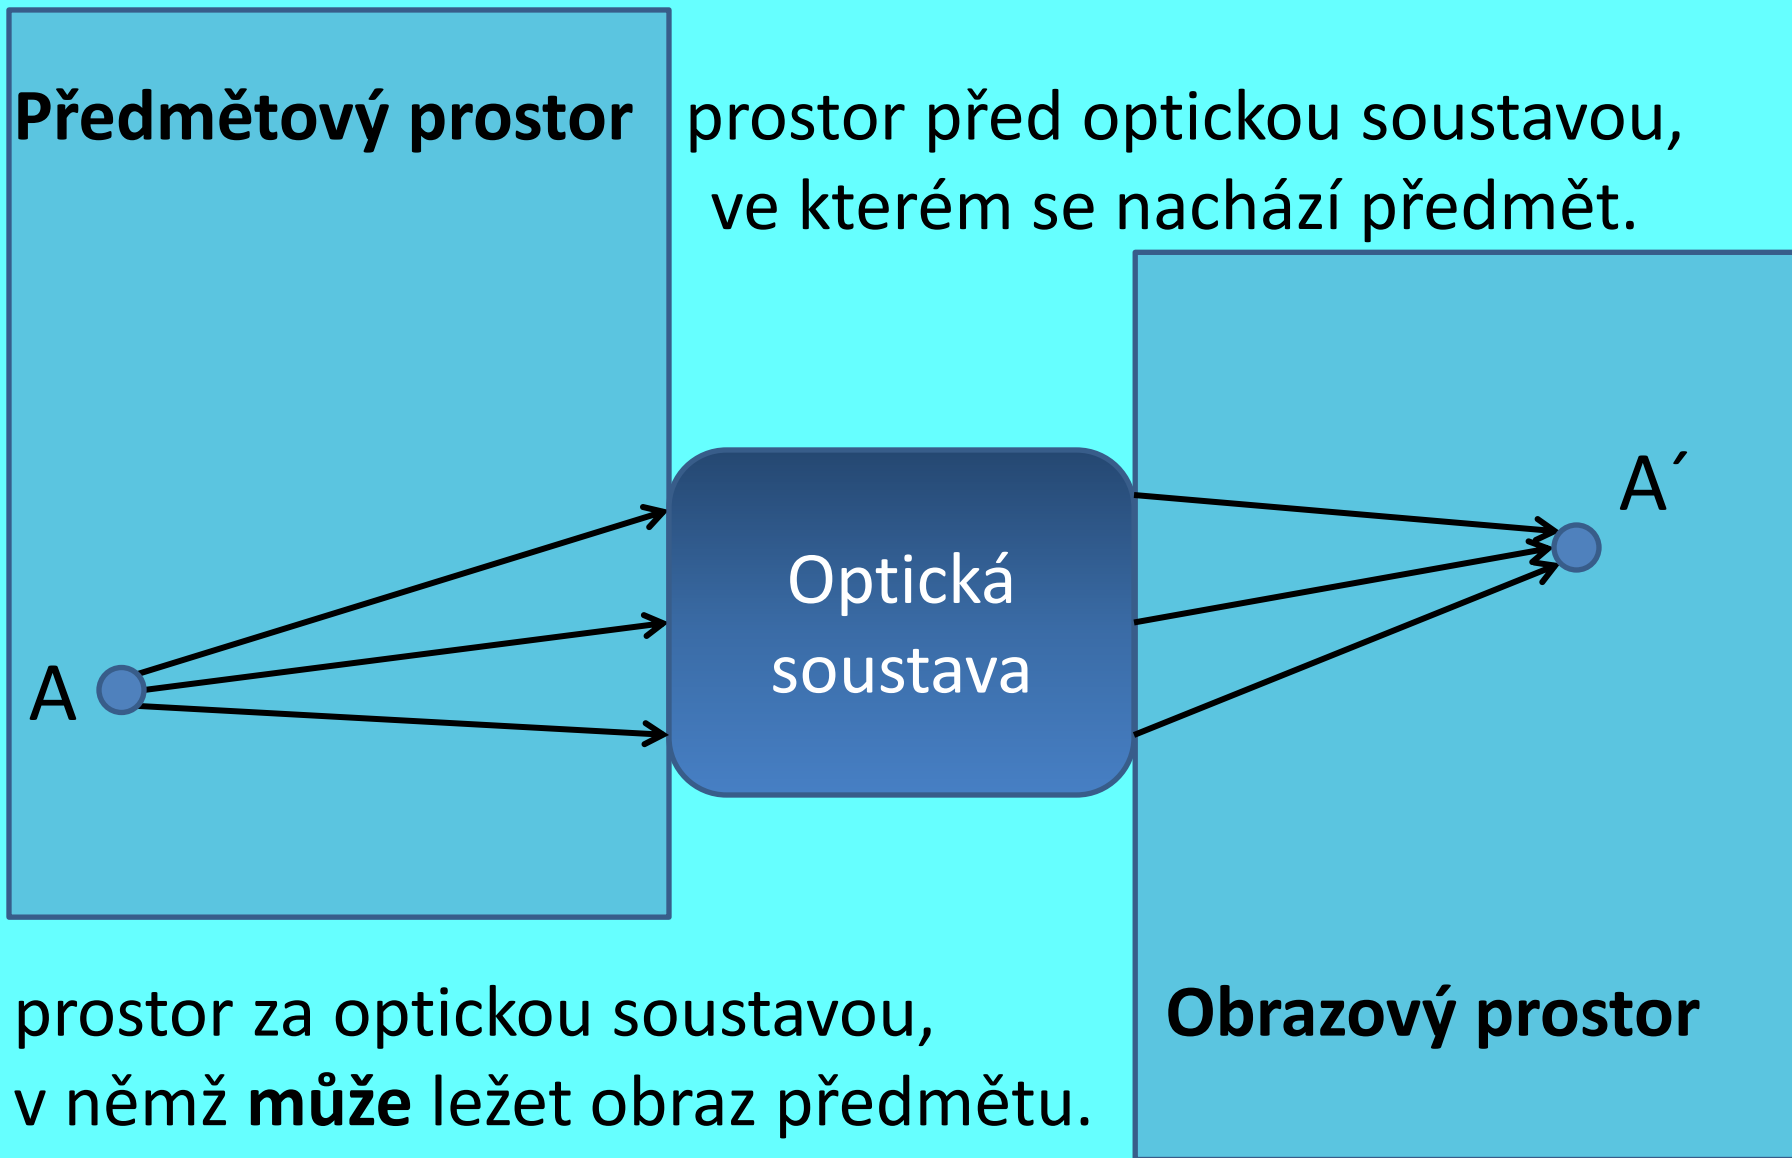 Předmětový prostor
prostor před optickou soustavou,
ve kterém se nachází předmět.
A
Optická
soustava
A´
prostor za optickou soustavou,
v němž může ležet obraz předmětu.
Obrazový prostor